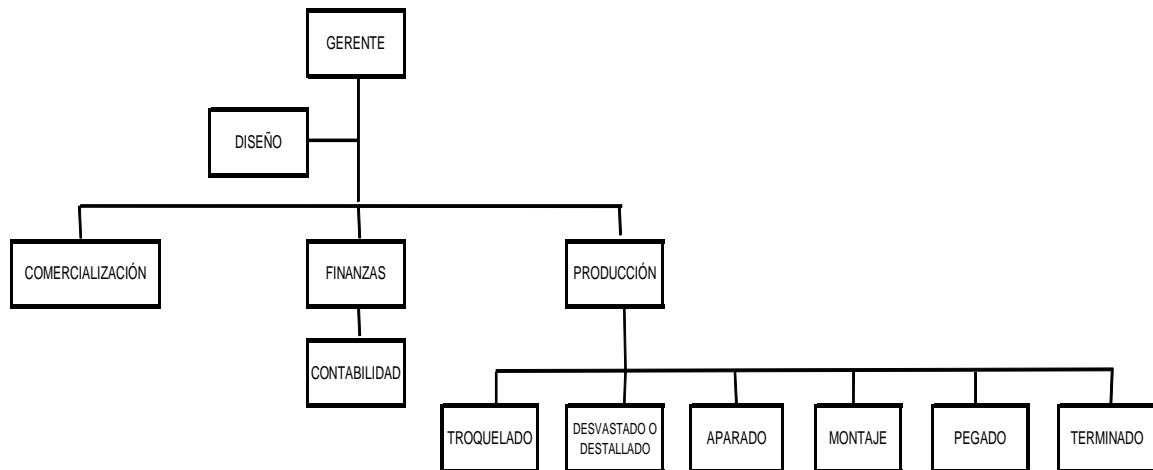 GERENTE
DISEÑO
COMERCIALIZACIÓN
FINANZAS
PRODUCCIÓN
CONTABILIDAD
TROQUELADO
DESVASTADO O
DESTALLADO
APARADO
MONTAJE
PEGADO
TERMINADO